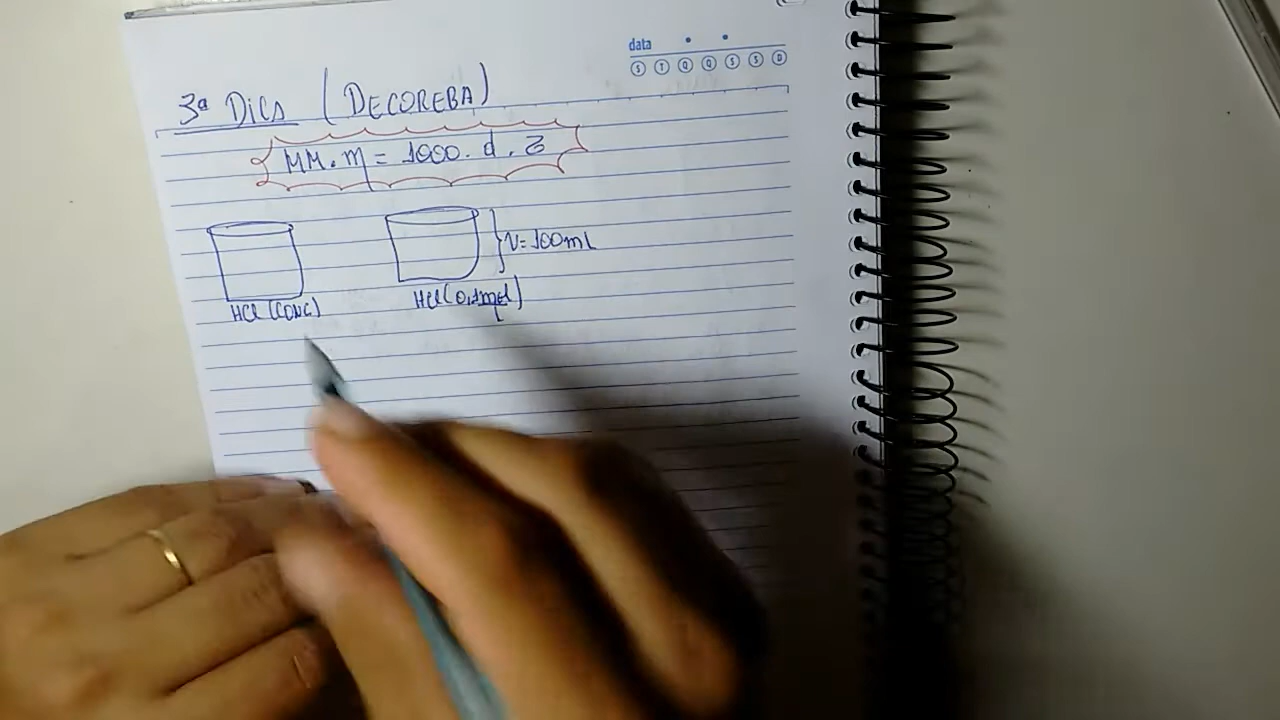 data
S T Q Q S S D
3ª DICA (DECOREBA)
MM.M = 1000.d.τ
V=100ml
HCl (CONC)
HCl (0,1mol)